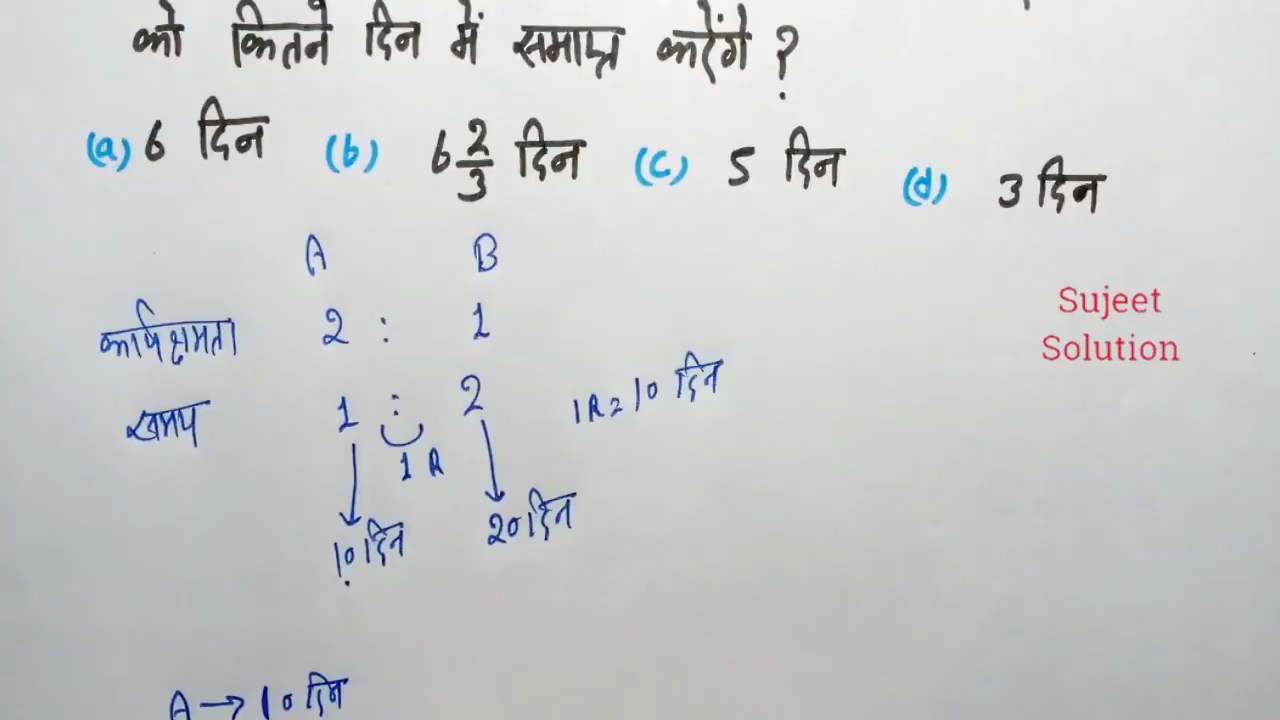 को कितने दिन में समाप्त करेंगे ?
(a) 6 दिन (b) 6 2/3 दिन (c) 5 दिन (d) 3 दिन
A B
कार्यक्षमता 2 : 1
समय 1 : 2
1 R
1R = 10 दिन
10 दिन 20 दिन
A → 10 दिन
Sujeet
Solution